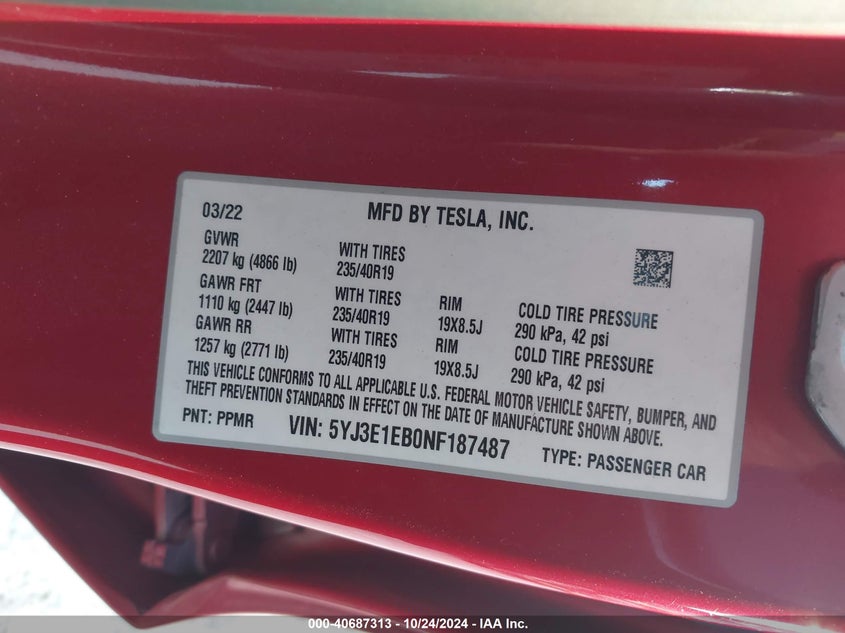 03/22 MFD BY TESLA, INC.
GVWR
2207 kg (4866 lb) WITH TIRES 235/40R19
GAWR FRT
1110 kg (2447 lb) WITH TIRES 235/40R19 RIM 19X8.5J COLD TIRE PRESSURE 290 kPa, 42 psi
GAWR RR
1257 kg (2771 lb) WITH TIRES 235/40R19 RIM 19X8.5J COLD TIRE PRESSURE 290 kPa, 42 psi
THIS VEHICLE CONFORMS TO ALL APPLICABLE U.S. FEDERAL MOTOR VEHICLE SAFETY, BUMPER, AND
THEFT PREVENTION STANDARDS IN EFFECT ON THE DATE OF MANUFACTURE SHOWN ABOVE.
PNT: PPMR VIN: 5YJ3E1EB0NF187487 TYPE: PASSENGER CAR
000-40687313 - 10/24/2024 - IAA Inc.